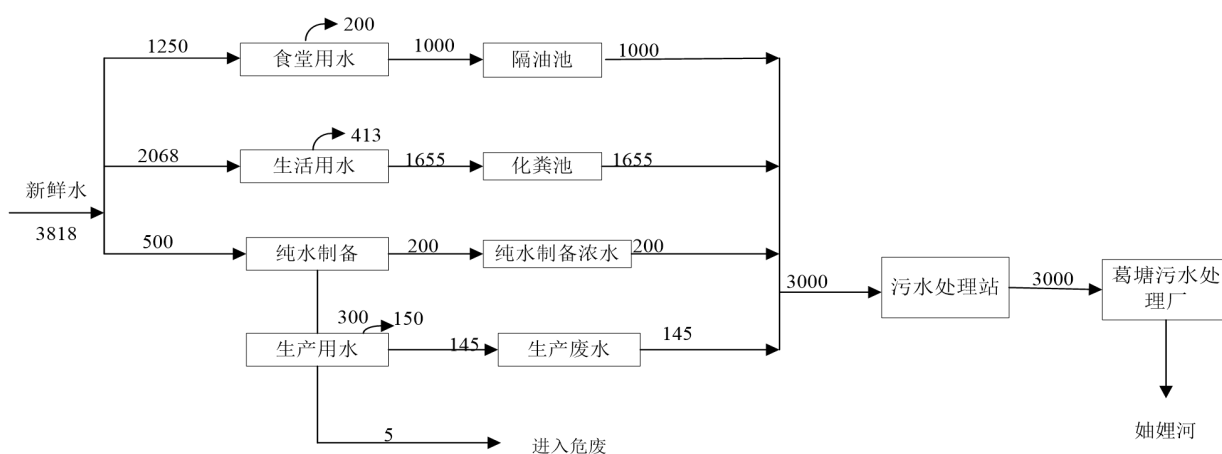 200
1250
食堂用水
1000
隔油池
1000
413
2068
生活用水
1655
化粪池
1655
新鲜水
3818
500
纯水制备
200
纯水制备浓水
200
3000
污水处理站
3000
葛塘污水处
理厂
300
150
生产用水
145
生产废水
145
5
进入危废
妯娌河